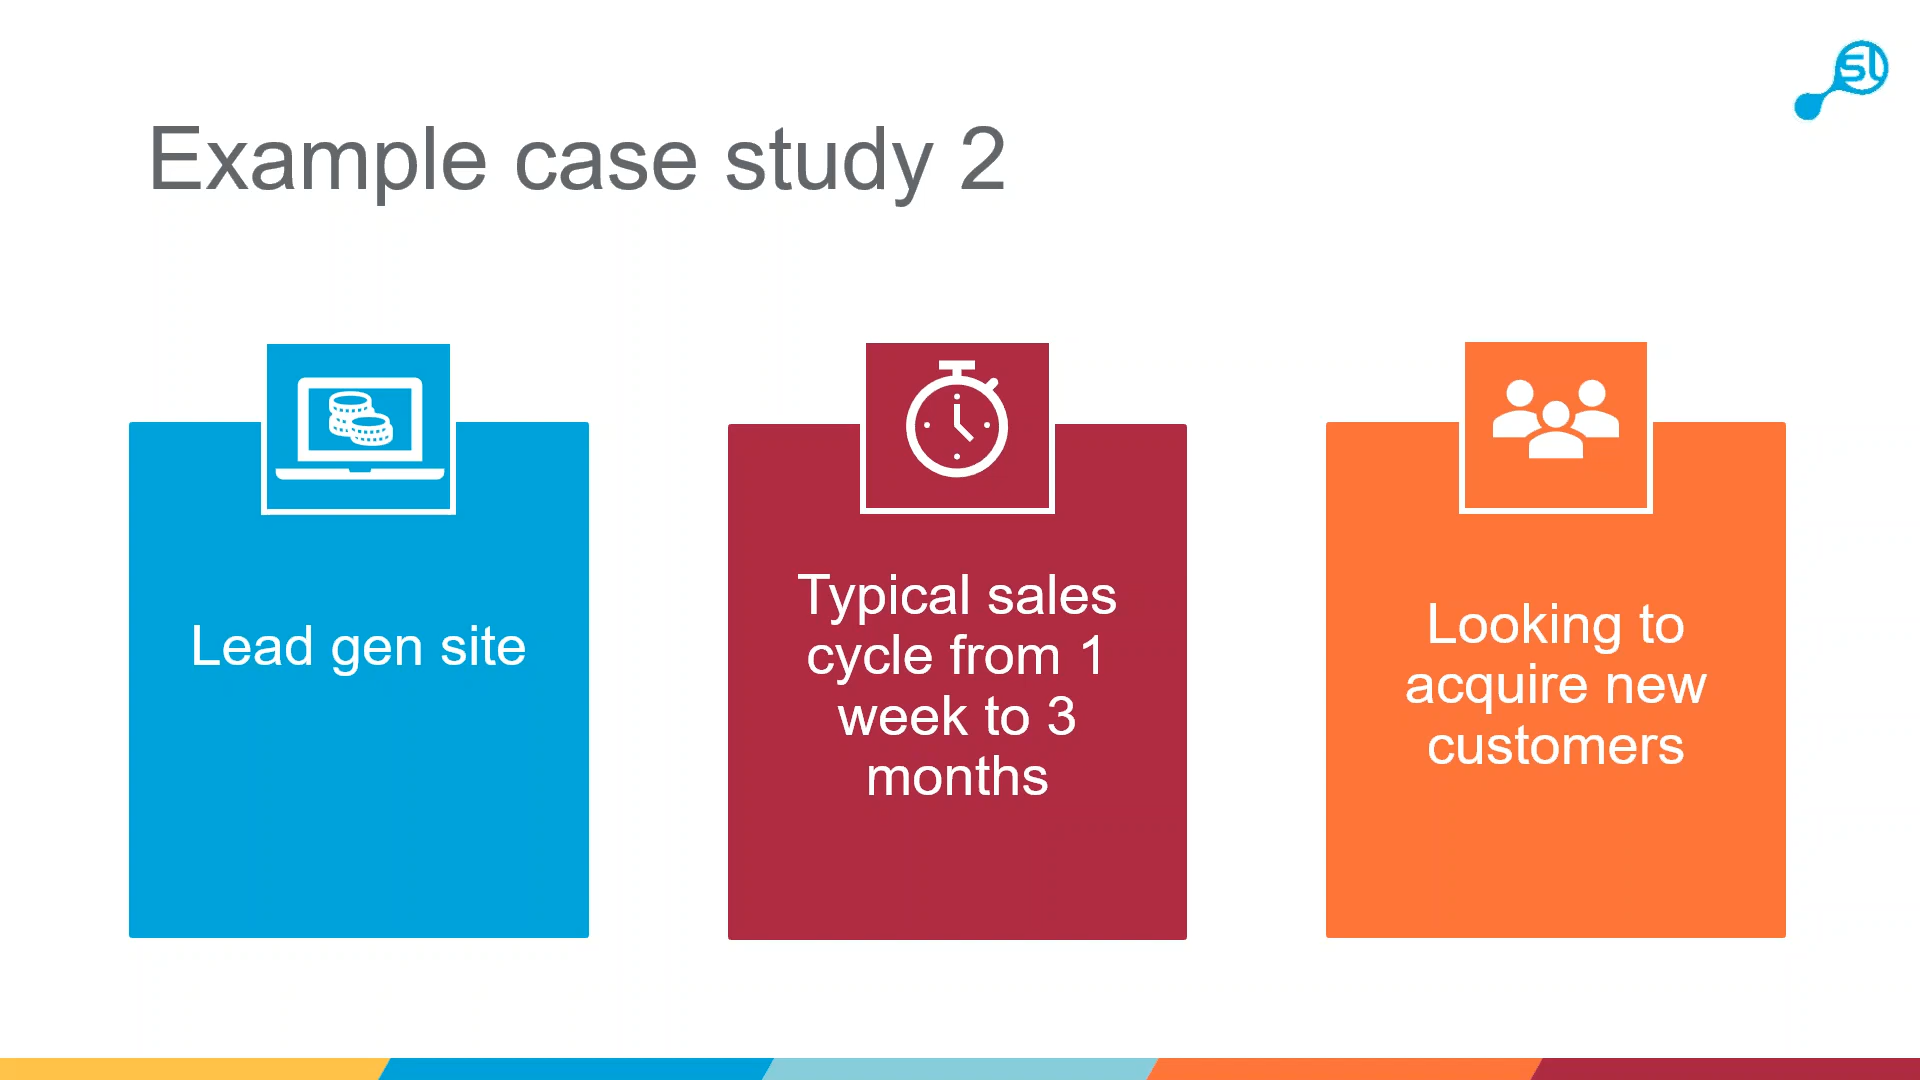 sl
Example case study 2
Lead gen site
Typical sales
cycle from 1
week to 3
months
Looking to
acquire new
customers